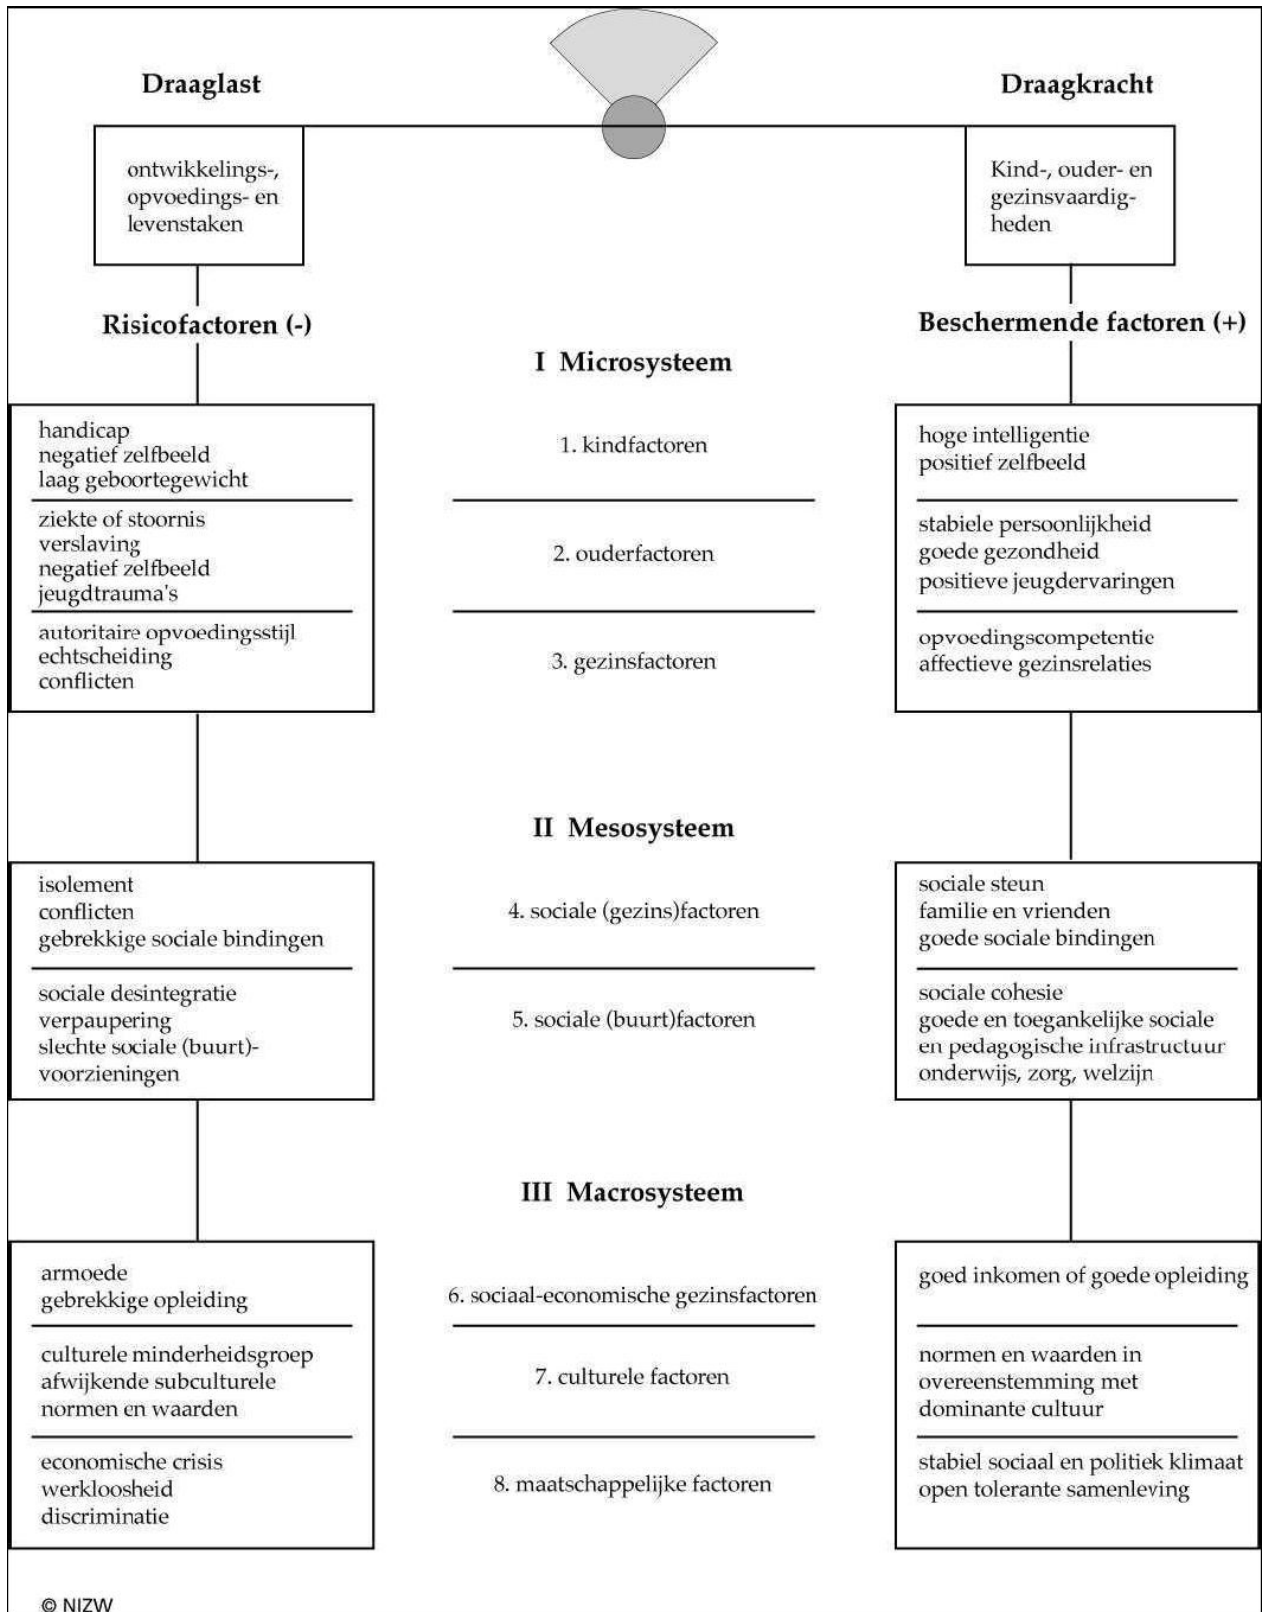 Draaglast
Draagkracht
ontwikkelings-,
opvoedings- en
levenstaken
Kind-, ouder- en
gezinsvaardig-
heden
Risicofactoren (-)
Beschermende factoren (+)
I Microsysteem
handicap
negatief zelfbeeld
laag geboortegewicht
1. kindfactoren
hoge intelligentie
positief zelfbeeld
ziekte of stoornis
verslaving
negatief zelfbeeld
jeugdtrauma's
2. ouderfactoren
stabiele persoonlijkheid
goede gezondheid
positieve jeugdervaringen
autoritaire opvoedingsstijl
echtscheiding
conflicten
3. gezinsfactoren
opvoedingscompetentie
affectieve gezinsrelaties
II Mesosysteem
isolement
conflicten
gebrekkige sociale bindingen
4. sociale (gezins)factoren
sociale steun
familie en vrienden
goede sociale bindingen
sociale desintegratie
verpaupering
slechte sociale (buurt)-
voorzieningen
5. sociale (buurt)factoren
sociale cohesie
goede en toegankelijke sociale
en pedagogische infrastructuur
onderwijs, zorg, welzijn
III Macrosysteem
armoede
gebrekkige opleiding
6. sociaal-economische gezinsfactoren
goed inkomen of goede opleiding
culturele minderheidsgroep
afwijkende subculturele
normen en waarden
7. culturele factoren
normen en waarden in
overeenstemming met
dominante cultuur
economische crisis
werkloosheid
discriminatie
8. maatschappelijke factoren
stabiel sociaal en politiek klimaat
open tolerante samenleving
© NIZW